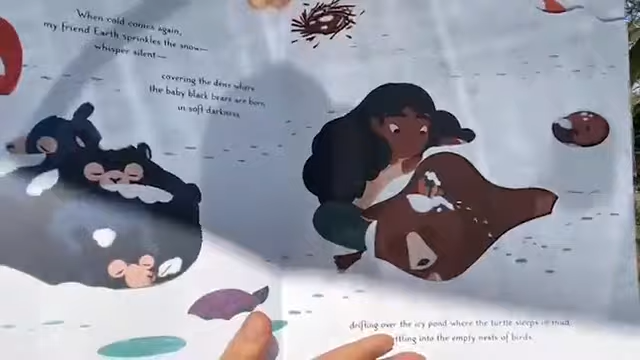 When cold comes again,
my friend Earth sprinkles the snow—
whisper silent—
covering the dens where
the baby black bears are born
in soft darkness
drifting over the icy pond where the turtle sleeps in mud,
into the empty nests of birds.